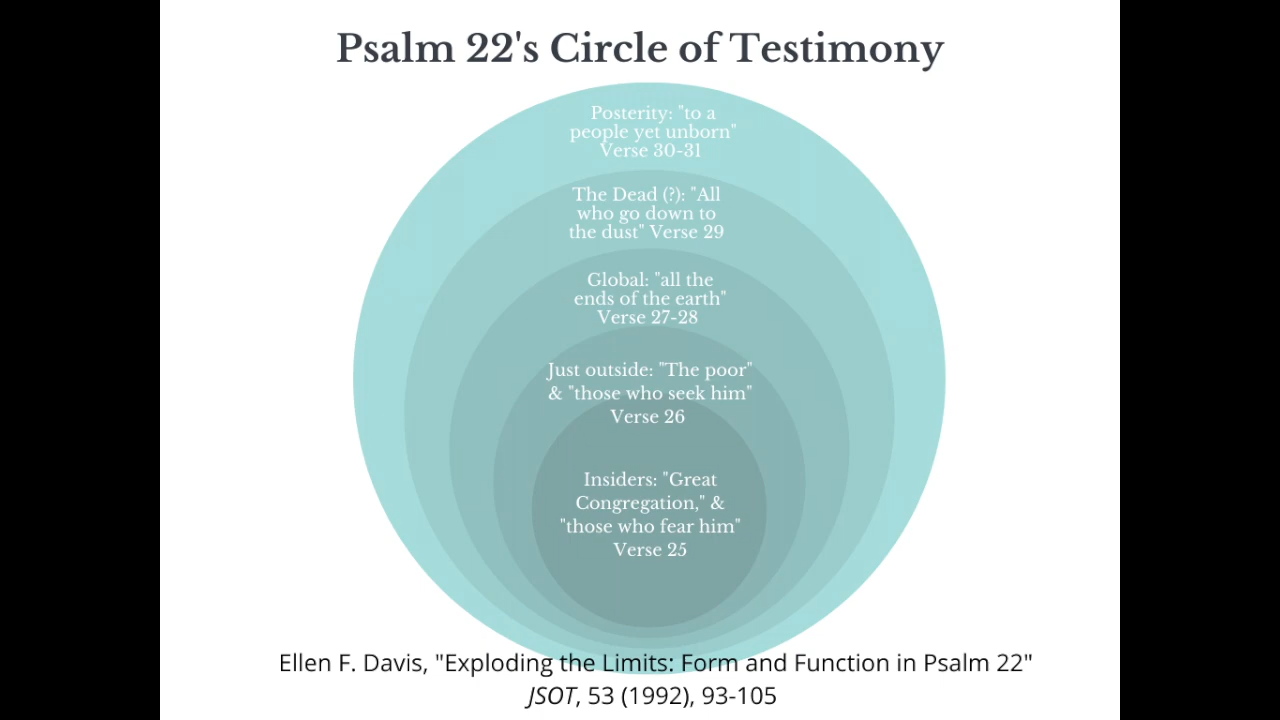 Psalm 22's Circle of Testimony
Posterity: "to a
people yet unborn"
Verse 30-31
The Dead (?): "All
who go down to
the dust" Verse 29
Global: "all the
ends of the earth"
Verse 27-28
Just outside: "The poor"
& "those who seek him"
Verse 26
Insiders: "Great
Congregation," &
"those who fear him"
Verse 25
Ellen F. Davis, "Exploding the Limits: Form and Function in Psalm 22"
JSOT, 53 (1992), 93-105